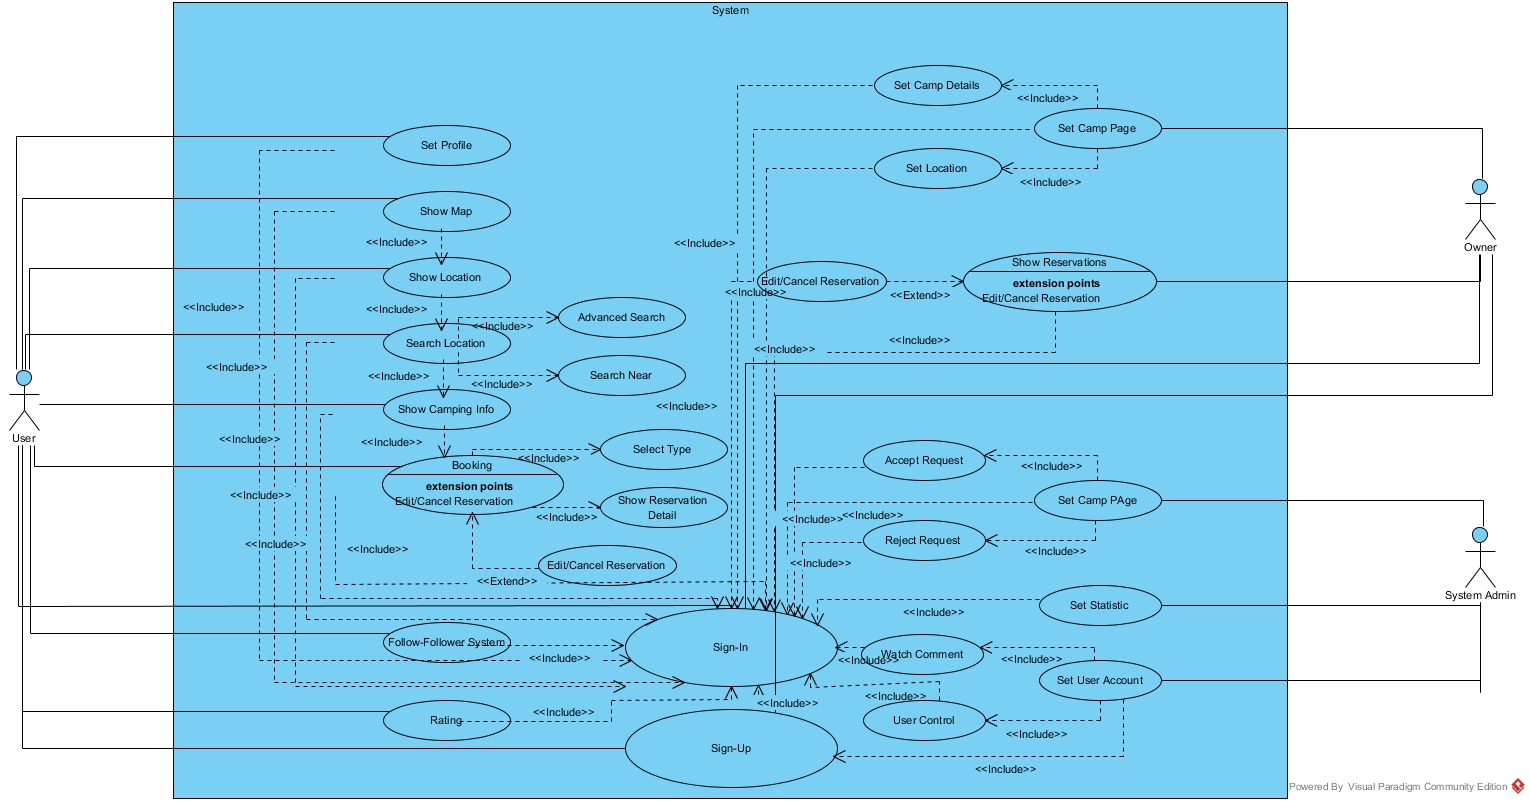 System
Set Camp Details
<<Include>>
Set Camp Page
Set Profile
Set Location
<<Include>>
Show Map
<<Include>>
<<Include>>
Owner
Show Location
Edit/Cancel Reservation
Show Reservations
extension points
Edit/Cancel Reservation
<<Include>>
<<Extend>>
<<Include>>
<<Include>>
Advanced Search
<<Include>>
Search Location
<<Include>>
<<Include>>
<<Include>>
<<Include>>
<<Include>>
Search Near
User
Show Camping Info
<<Include>>
<<Include>>
<<Include>>
Select Type
<<Include>>
Booking
extension points
Edit/Cancel Reservation
Accept Request
<<Include>>
<<Include>>
Show Reservation
Detail
<<Include>>
Set Camp PAge
<<Include>>
<<Include>>
<<Include>>
<<Include>>
Reject Request
<<Include>>
Edit/Cancel Reservation
<<Include>>
<<Extend>>
System Admin
Set Statistic
<<Include>>
Follow-Follower System
Sign-In
<<Include>>
Watch Comment
<<Include>>
<<Include>>
Set User Account
<<Include>>
<<Include>>
Rating
<<Include>>
User Control
<<Include>>
Sign-Up
<<Include>>
Powered By Visual Paradigm Community Edition